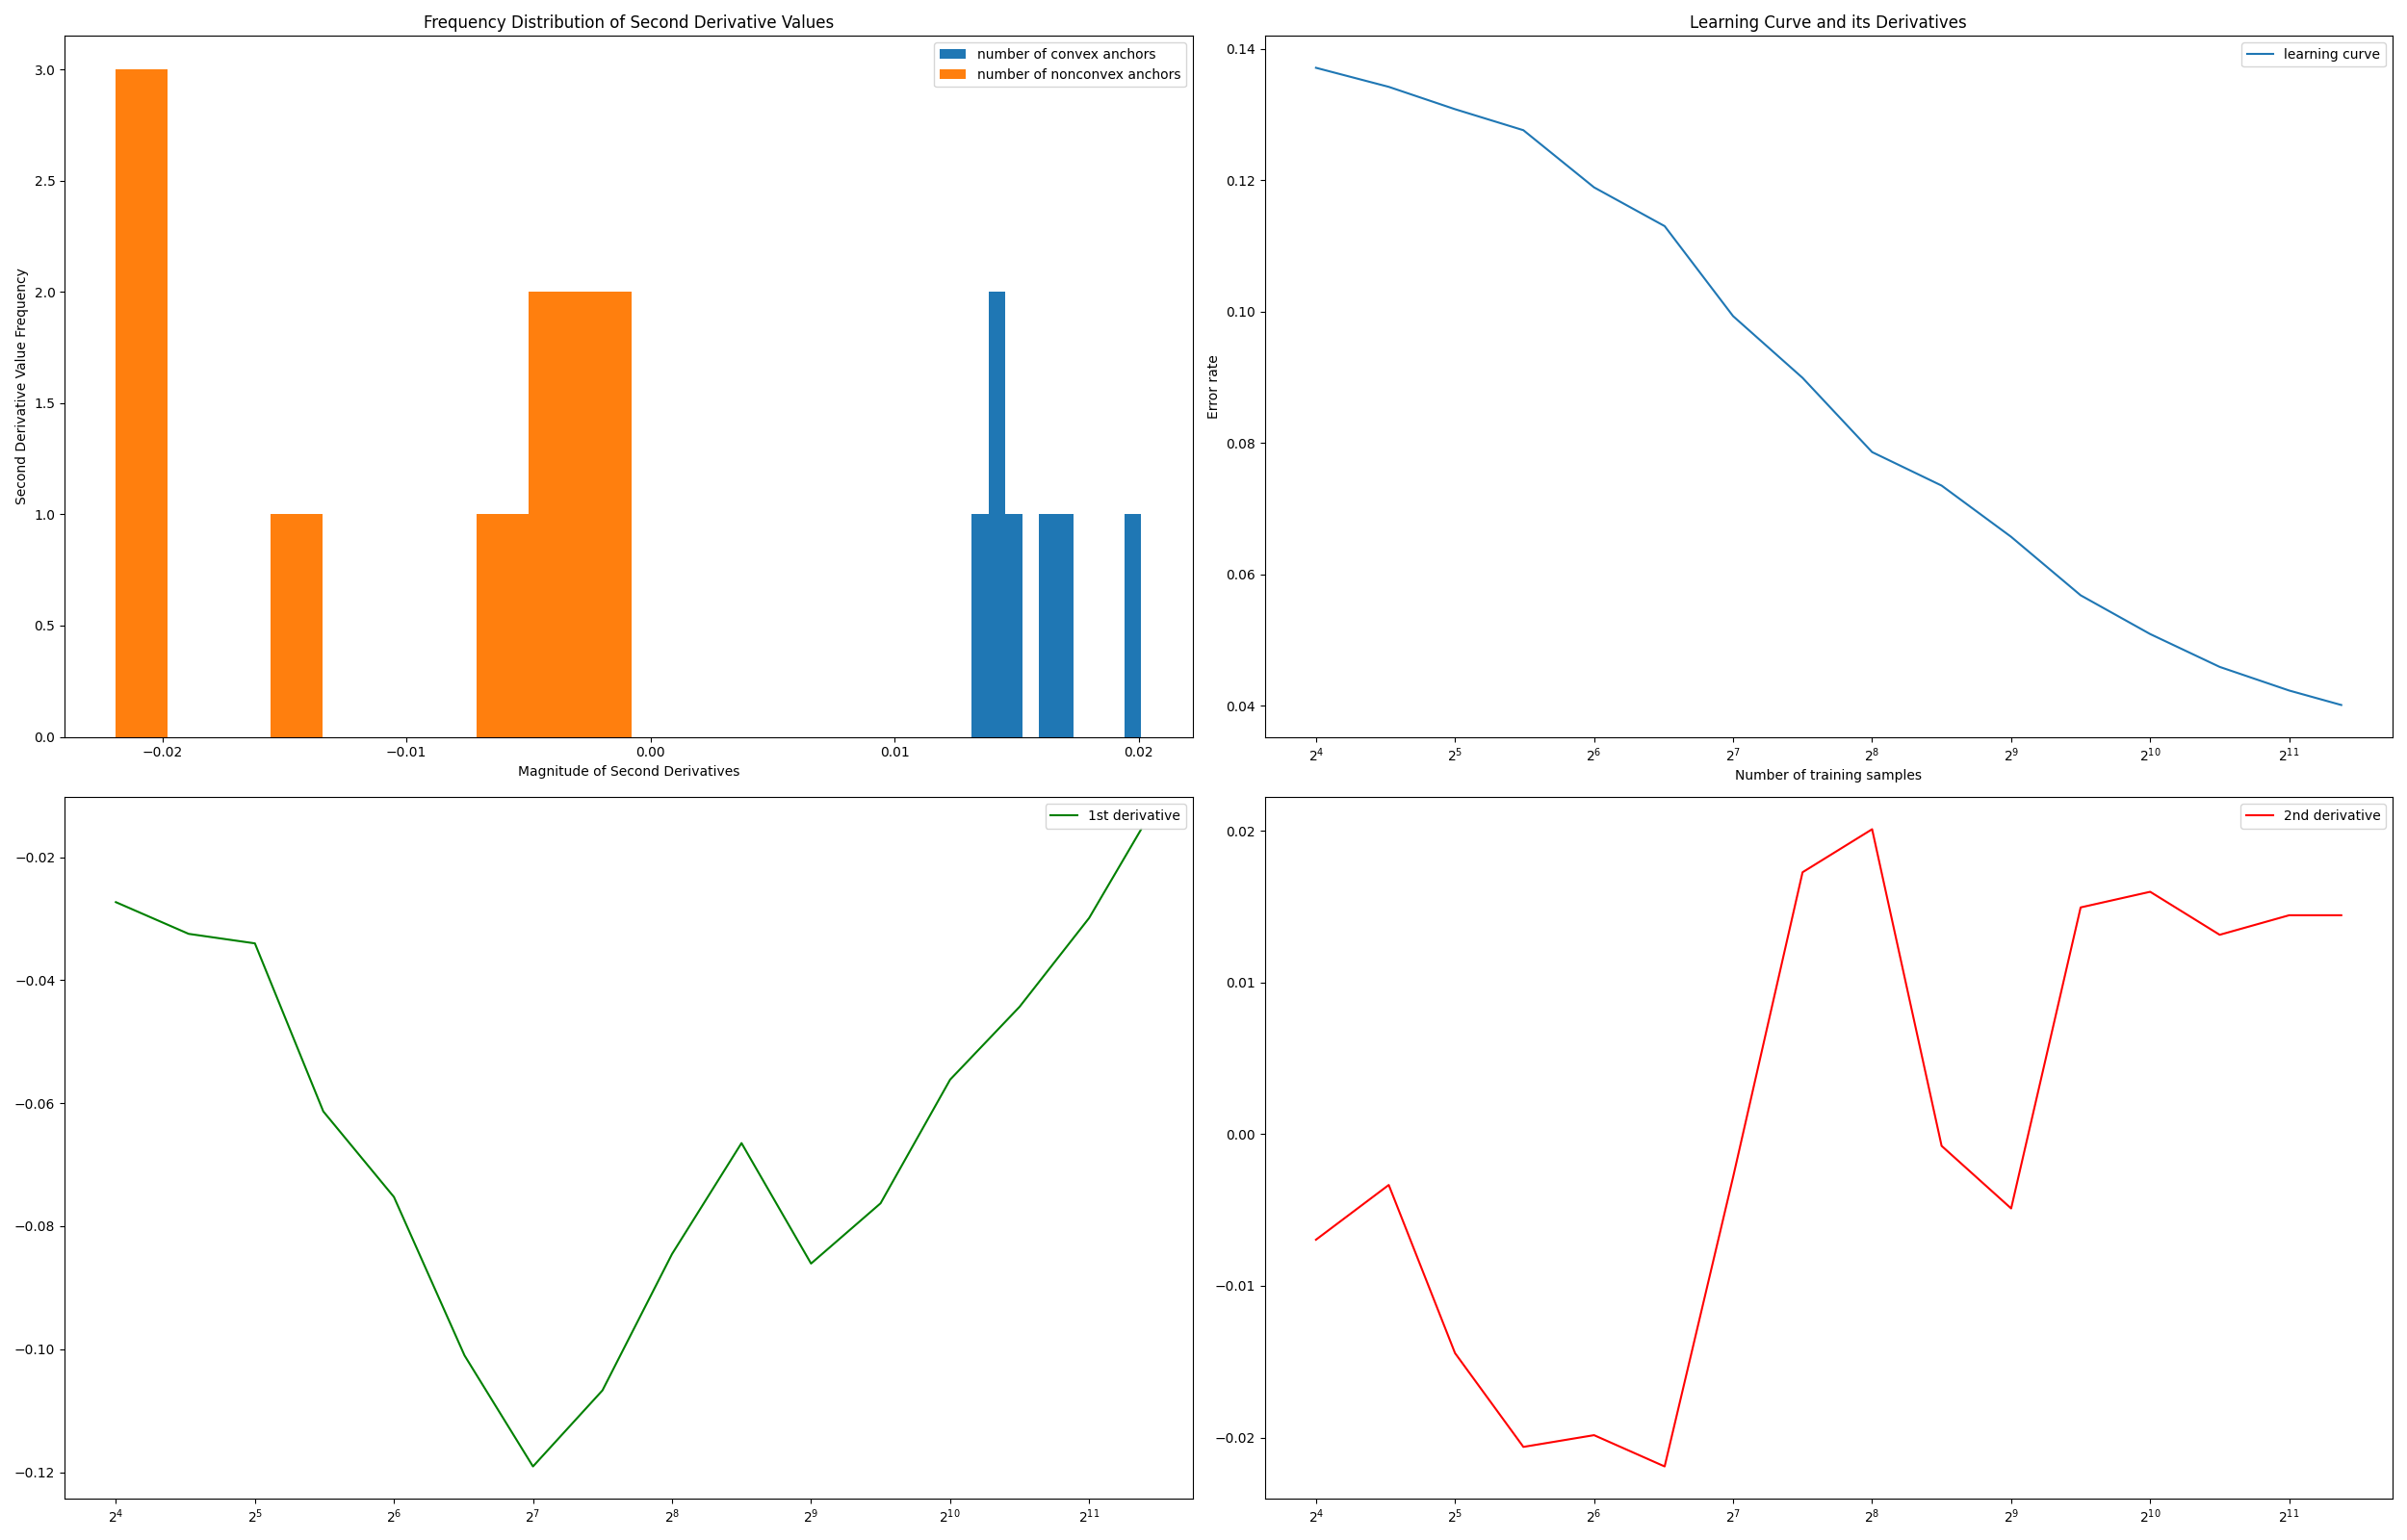 Frequency Distribution of Second Derivative Values
number of convex anchors
number of nonconvex anchors
3.0
2.5
2.0
1.5
1.0
0.5
0.0
Second Derivative Value Frequency
−0.02 −0.01 0.00 0.01 0.02
Magnitude of Second Derivatives
Learning Curve and its Derivatives
learning curve
0.14
0.12
0.10
0.08
0.06
0.04
Error rate
2⁴ 2⁵ 2⁶ 2⁷ 2⁸ 2⁹ 2¹⁰ 2¹¹
Number of training samples
1st derivative
−0.02
−0.04
−0.06
−0.08
−0.10
−0.12
2⁴ 2⁵ 2⁶ 2⁷ 2⁸ 2⁹ 2¹⁰ 2¹¹
2nd derivative
0.02
0.01
0.00
−0.01
−0.02
2⁴ 2⁵ 2⁶ 2⁷ 2⁸ 2⁹ 2¹⁰ 2¹¹